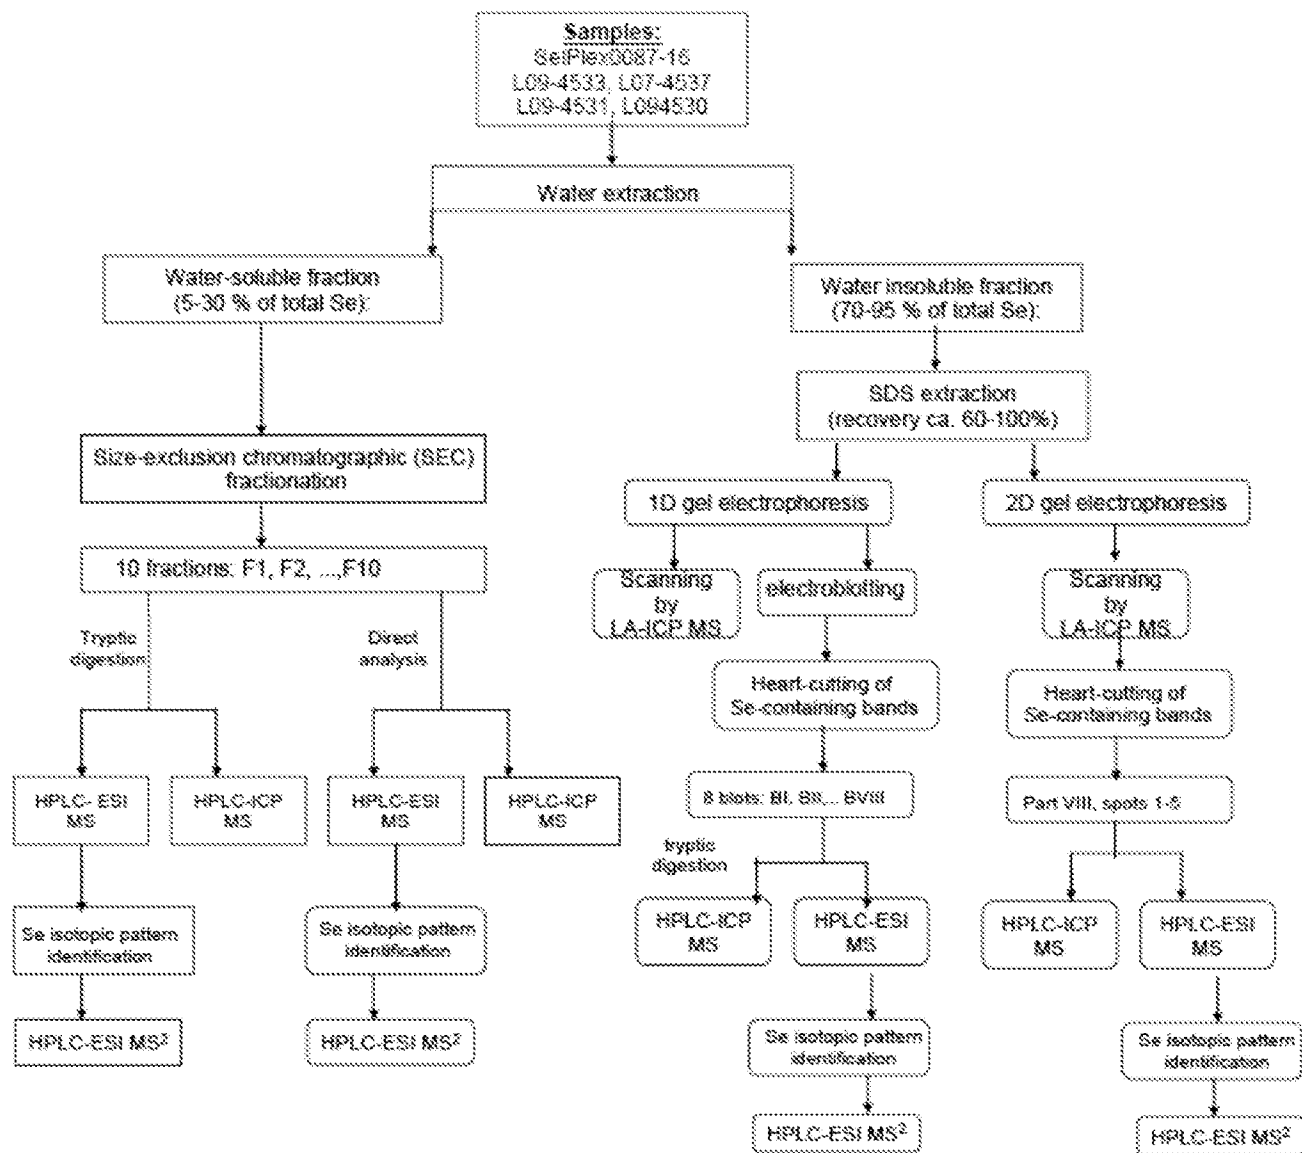 Samples:
SelPlex0087-16
L09-4533, L07-4537
L09-4531, L094530
Water extraction
Water-soluble fraction
(5-30 % of total Se):
Water insoluble fraction
(70-95 % of total Se):
SDS extraction
(recovery ca. 60-100%)
Size-exclusion chromatographic (SEC)
fractionation
1D gel electrophoresis
2D gel electrophoresis
10 fractions: F1, F2, ...,F10
Scanning
by
LA-ICP MS
electroblotting
Scanning
by
LA-ICP MS
Tryptic
digestion
Direct
analysis
Heart-cutting of
Se-containing bands
Heart-cutting of
Se-containing bands
HPLC- ESI
MS
HPLC-ICP
MS
HPLC-ESI
MS
HPLC-ICP
MS
8 blots: BI, BII,... BVIII
Part VIII, spots 1-5
tryptic
digestion
HPLC-ICP
MS
HPLC-ESI
MS
HPLC-ICP
MS
HPLC-ESI
MS
Se isotopic pattern
identification
Se isotopic pattern
identification
HPLC-ESI MS²
HPLC-ESI MS²
Se isotopic pattern
identification
Se isotopic pattern
identification
HPLC-ESI MS²
HPLC-ESI MS²